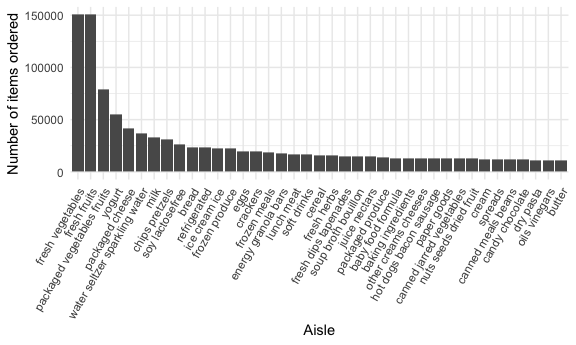 Number of items ordered
150000
100000
50000
0
fresh vegetables
fresh fruits
packaged vegetables fruits
yogurt
packaged cheese
water seltzer sparkling water
milk
chips pretzels
soy lactosefree
bread
refrigerated
ice cream ice
frozen produce
eggs
crackers
frozen meals
energy granola bars
lunch meat
soft drinks
cereal
fresh herbs
fresh dips tapenades
soup broth bouillon
juice nectars
packaged produce
baby food formula
baking ingredients
other creams cheeses
hot dogs bacon sausage
paper goods
canned jarred vegetables
nuts seeds dried fruit
cream
spreads
canned meals beans
candy chocolate
dry pasta
oils vinegars
butter
Aisle